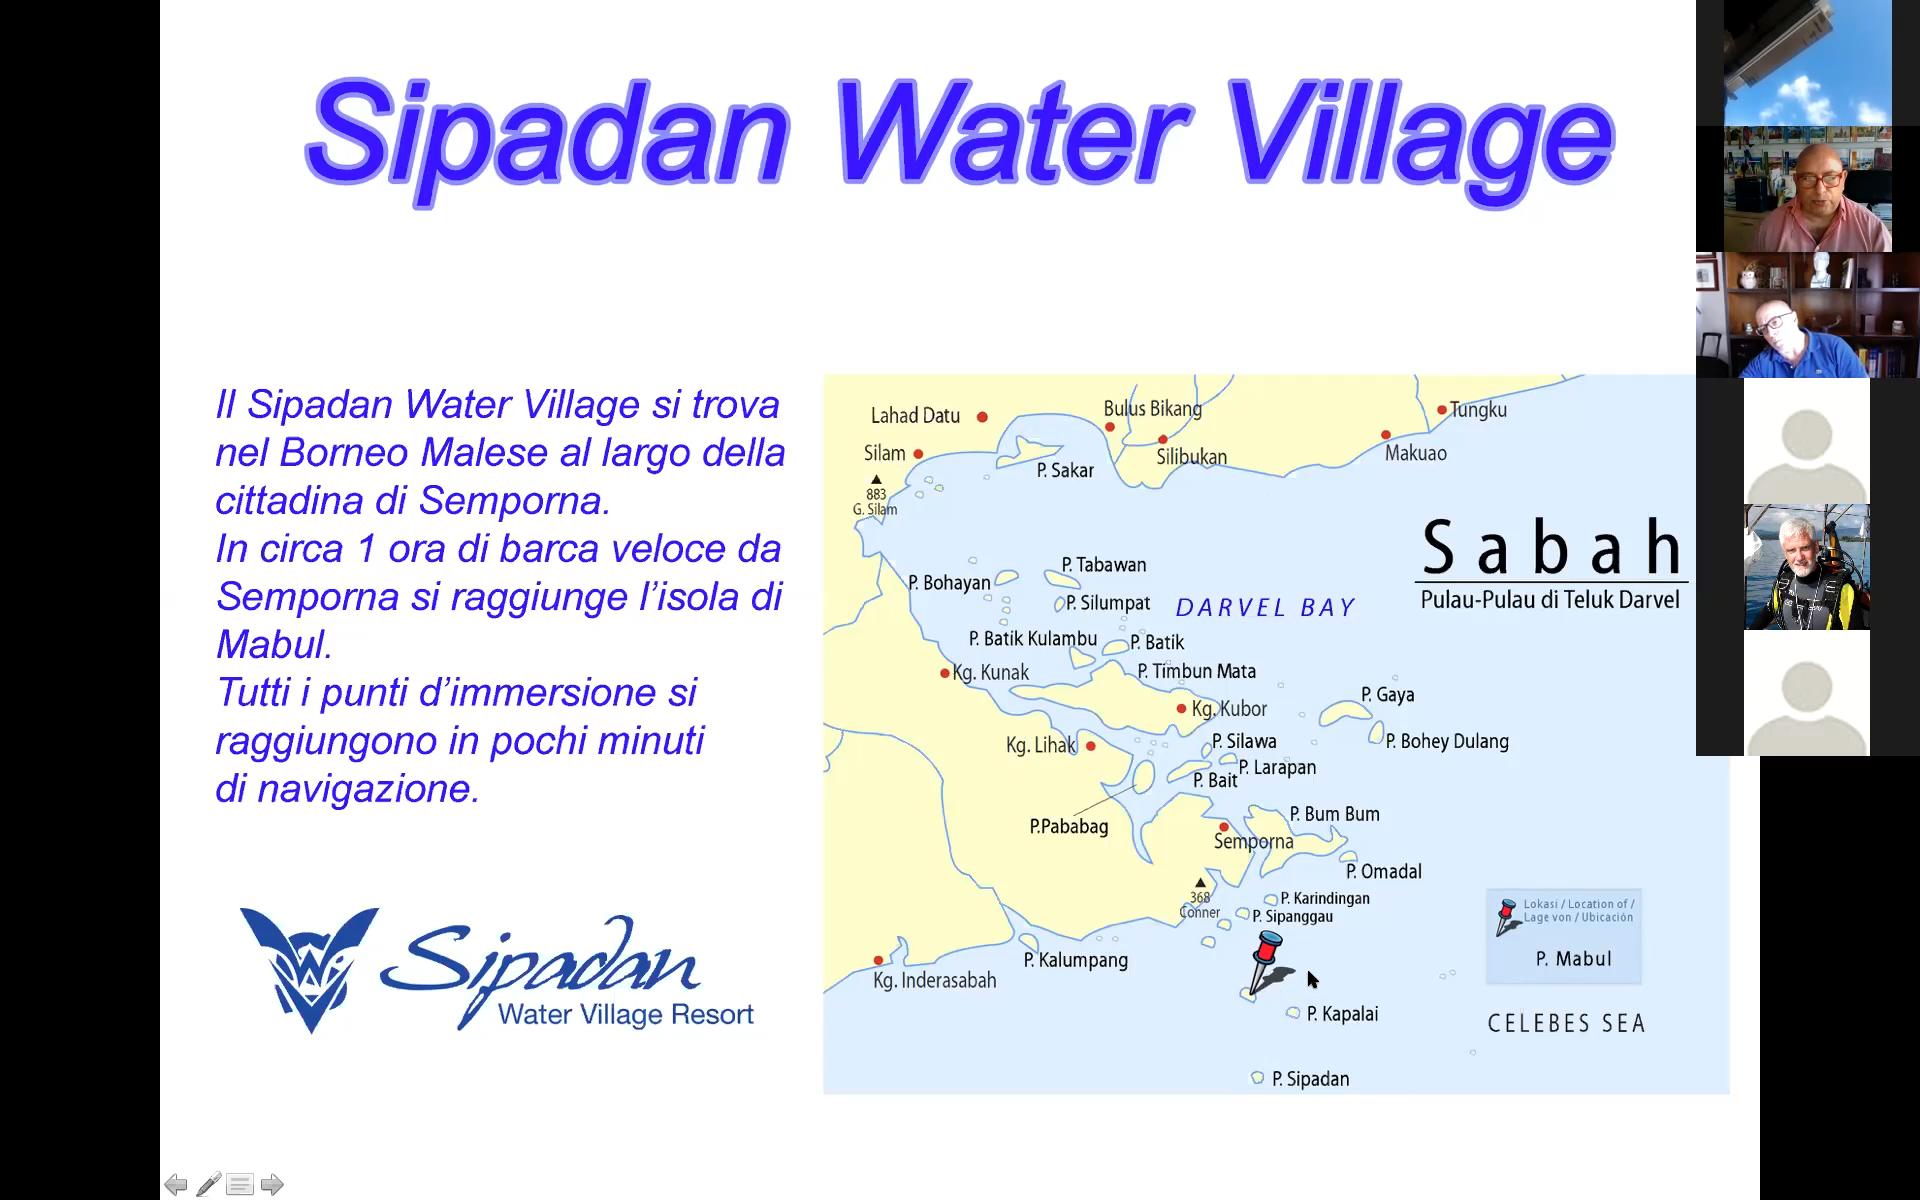 Sipadan Water Village
Il Sipadan Water Village si trova
nel Borneo Malese al largo della
cittadina di Semporna.
In circa 1 ora di barca veloce da
Semporna si raggiunge l’isola di
Mabul.
Tutti i punti d’immersione si
raggiungono in pochi minuti
di navigazione.
Sipadan
Water Village Resort
Lahad Datu
Bulus Bikang
Tungku
Silam
P. Sakar
Silibukan
Makuao
883
G. Silam
Sabah
Pulau-Pulau di Teluk Darvel
P. Bohayan
P. Tabawan
P. Silumpat
DARVEL BAY
P. Batik Kulambu
P. Batik
Kg. Kunak
P. Timbun Mata
P. Gaya
Kg. Kubor
Kg. Lihak
P. Silawa
P. Bohey Dulang
P. Larapan
P. Bait
P.Pababag
P. Bum Bum
Semporna
P. Omadal
368
Conner
P. Karindingan
P. Sipanggau
Lokasi / Location of /
Lage von / Ubicación
P. Mabul
P. Kalumpang
Kg. Inderasabah
P. Kapalai
CELEBES SEA
P. Sipadan